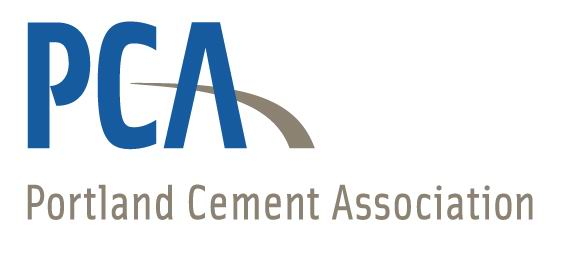 PCA
Portland Cement Association